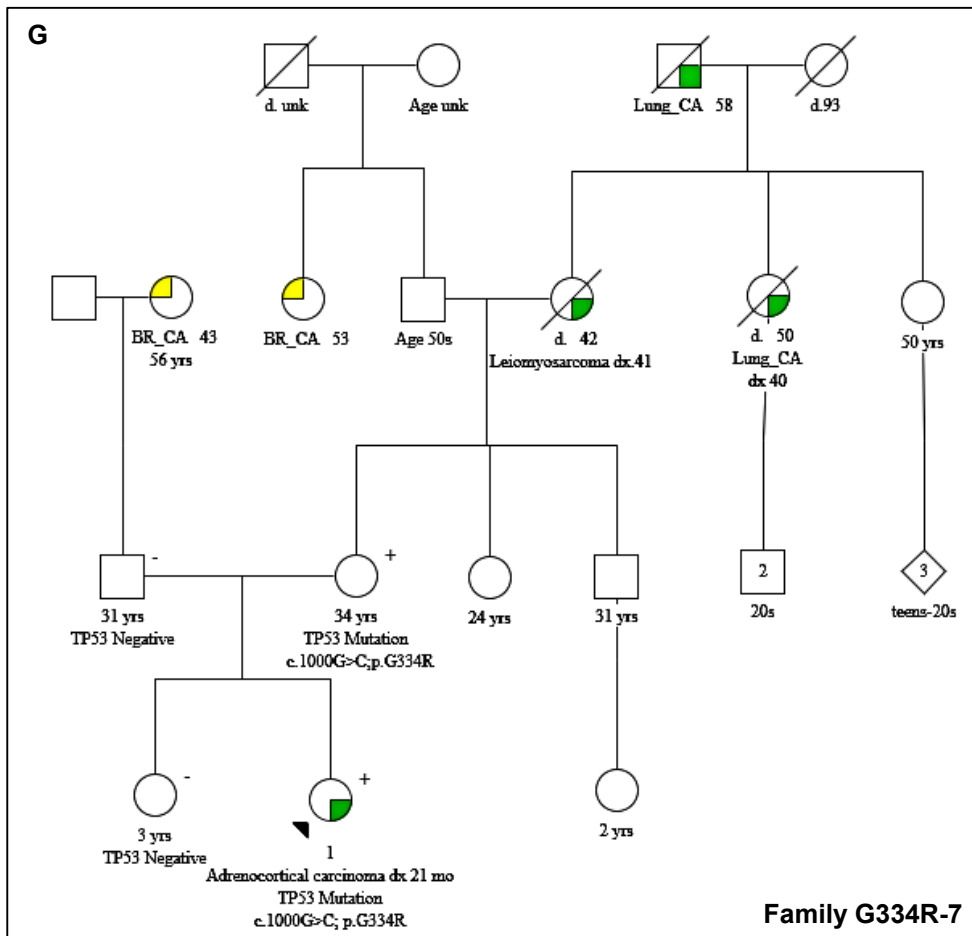 G
d. unk
Age unk
Lung_CA 58
d.93
BR_CA 43
56 yrs
BR_CA 53
Age 50s
d. 42
Leiomyosarcoma dx.41
d. 50
Lung_CA
dx 40
50 yrs
-
31 yrs
TP53 Negative
+
34 yrs
TP53 Mutation
c.1000G>C;p.G334R
24 yrs
31 yrs
2
20s
3
teens-20s
-
3 yrs
TP53 Negative
+
1
Adrenocortical carcinoma dx 21 mo
TP53 Mutation
c.1000G>C; p.G334R
2 yrs
Family G334R-7